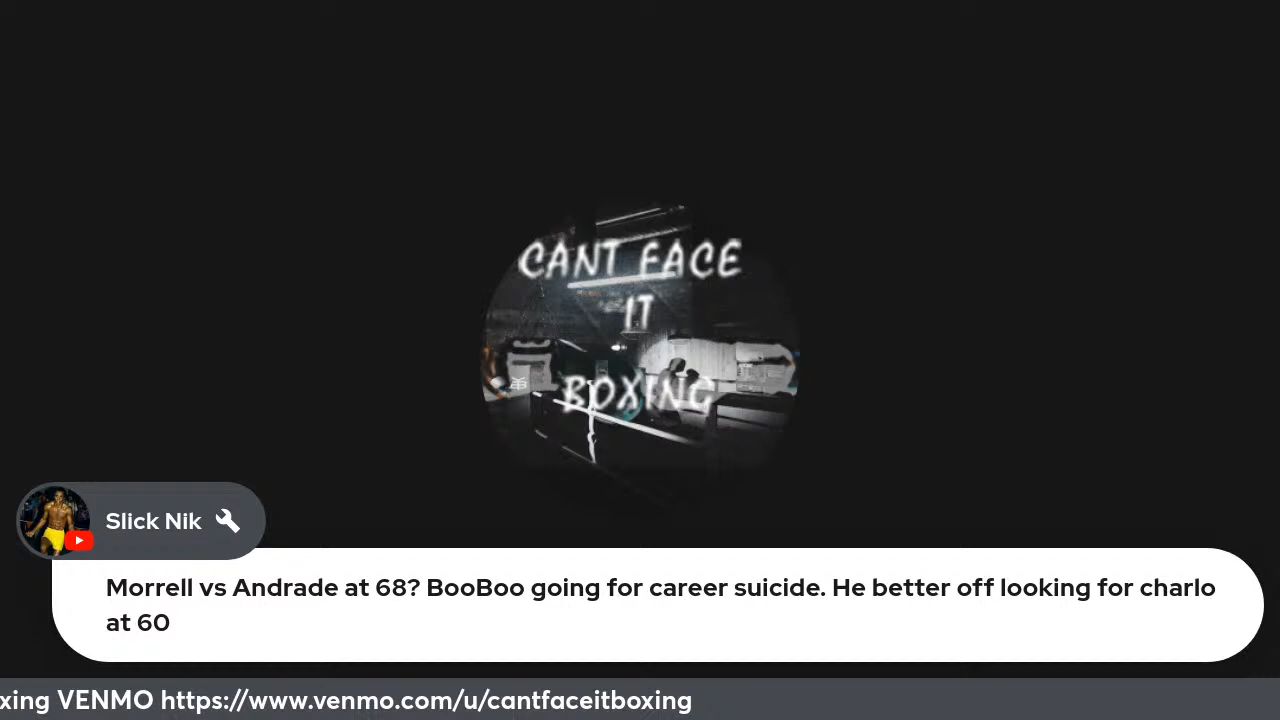 CANT FACE
IT
BOXING
Slick Nik
Morrell vs Andrade at 68? BooBoo going for career suicide. He better off looking for charlo
at 60
xing VENMO https://www.venmo.com/u/cantfaceitboxing